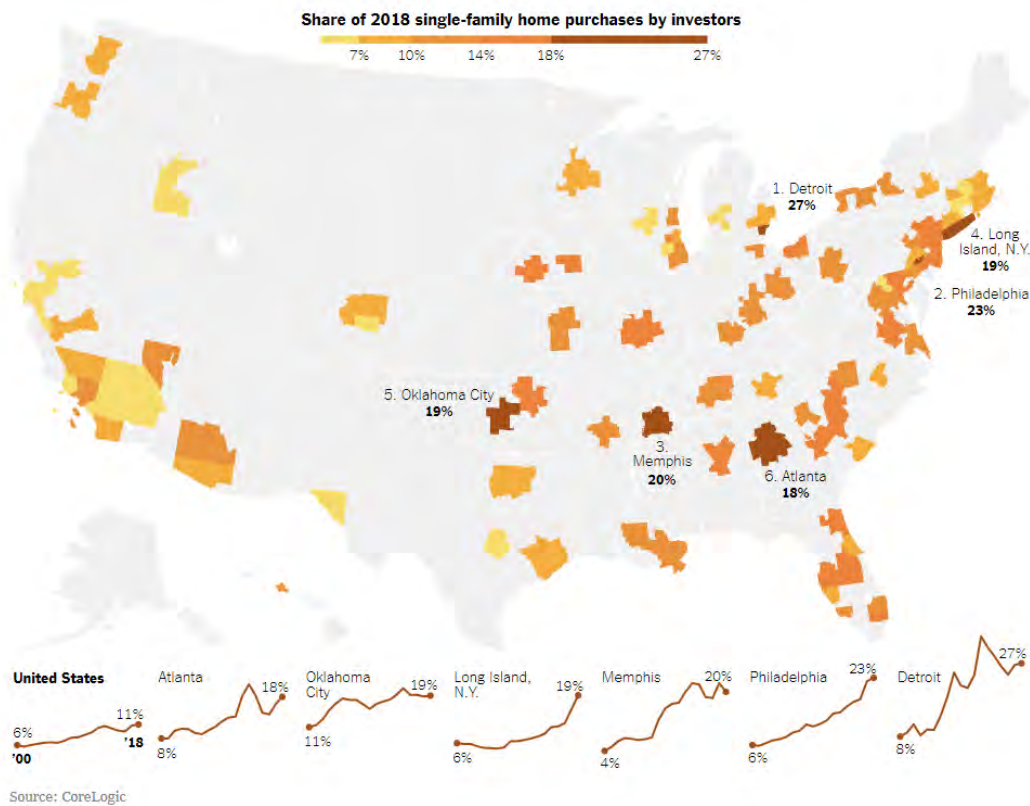 Share of 2018 single-family home purchases by investors
7% 10% 14% 18% 27%
1. Detroit
27%
4. Long
Island, N.Y.
19%
2. Philadelphia
23%
5. Oklahoma City
19%
3.
Memphis
20%
6. Atlanta
18%
United States
6%
'00
11%
'18
Atlanta
8%
18%
Oklahoma
City
11%
19%
Long Island,
N.Y.
6%
19%
Memphis
4%
20%
Philadelphia
6%
23%
Detroit
8%
27%
Source: CoreLogic